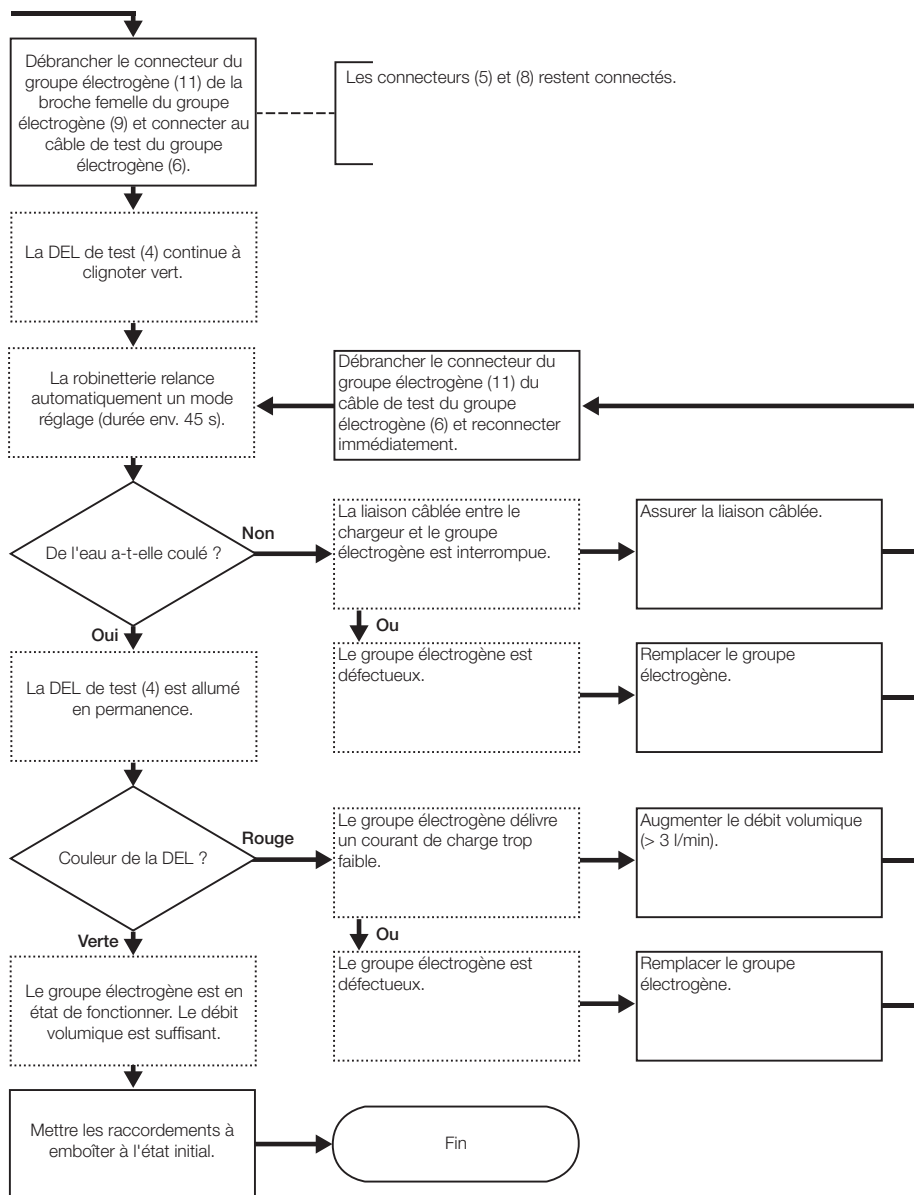 Débrancher le connecteur du
groupe électrogène (11) de la
broche femelle du groupe
électrogène (9) et connecter au
câble de test du groupe
électrogène (6).
Les connecteurs (5) et (8) restent connectés.
La DEL de test (4) continue à
clignoter vert.
La robinetterie relance
automatiquement un mode
réglage (durée env. 45 s).
Débrancher le connecteur du
groupe électrogène (11) du
câble de test du groupe
électrogène (6) et reconnecter
immédiatement.
De l'eau a-t-elle coulé ?
Non
La liaison câblée entre le
chargeur et le groupe
électrogène est interrompue.
Assurer la liaison câblée.
Oui
Ou
La DEL de test (4) est allumé
en permanence.
Le groupe électrogène est
défectueux.
Remplacer le groupe
électrogène.
Couleur de la DEL ?
Rouge
Le groupe électrogène délivre
un courant de charge trop
faible.
Augmenter le débit volumique
(> 3 l/min).
Verte
Ou
Le groupe électrogène est en
état de fonctionner. Le débit
volumique est suffisant.
Le groupe électrogène est
défectueux.
Remplacer le groupe
électrogène.
Mettre les raccordements à
emboîter à l'état initial.
Fin